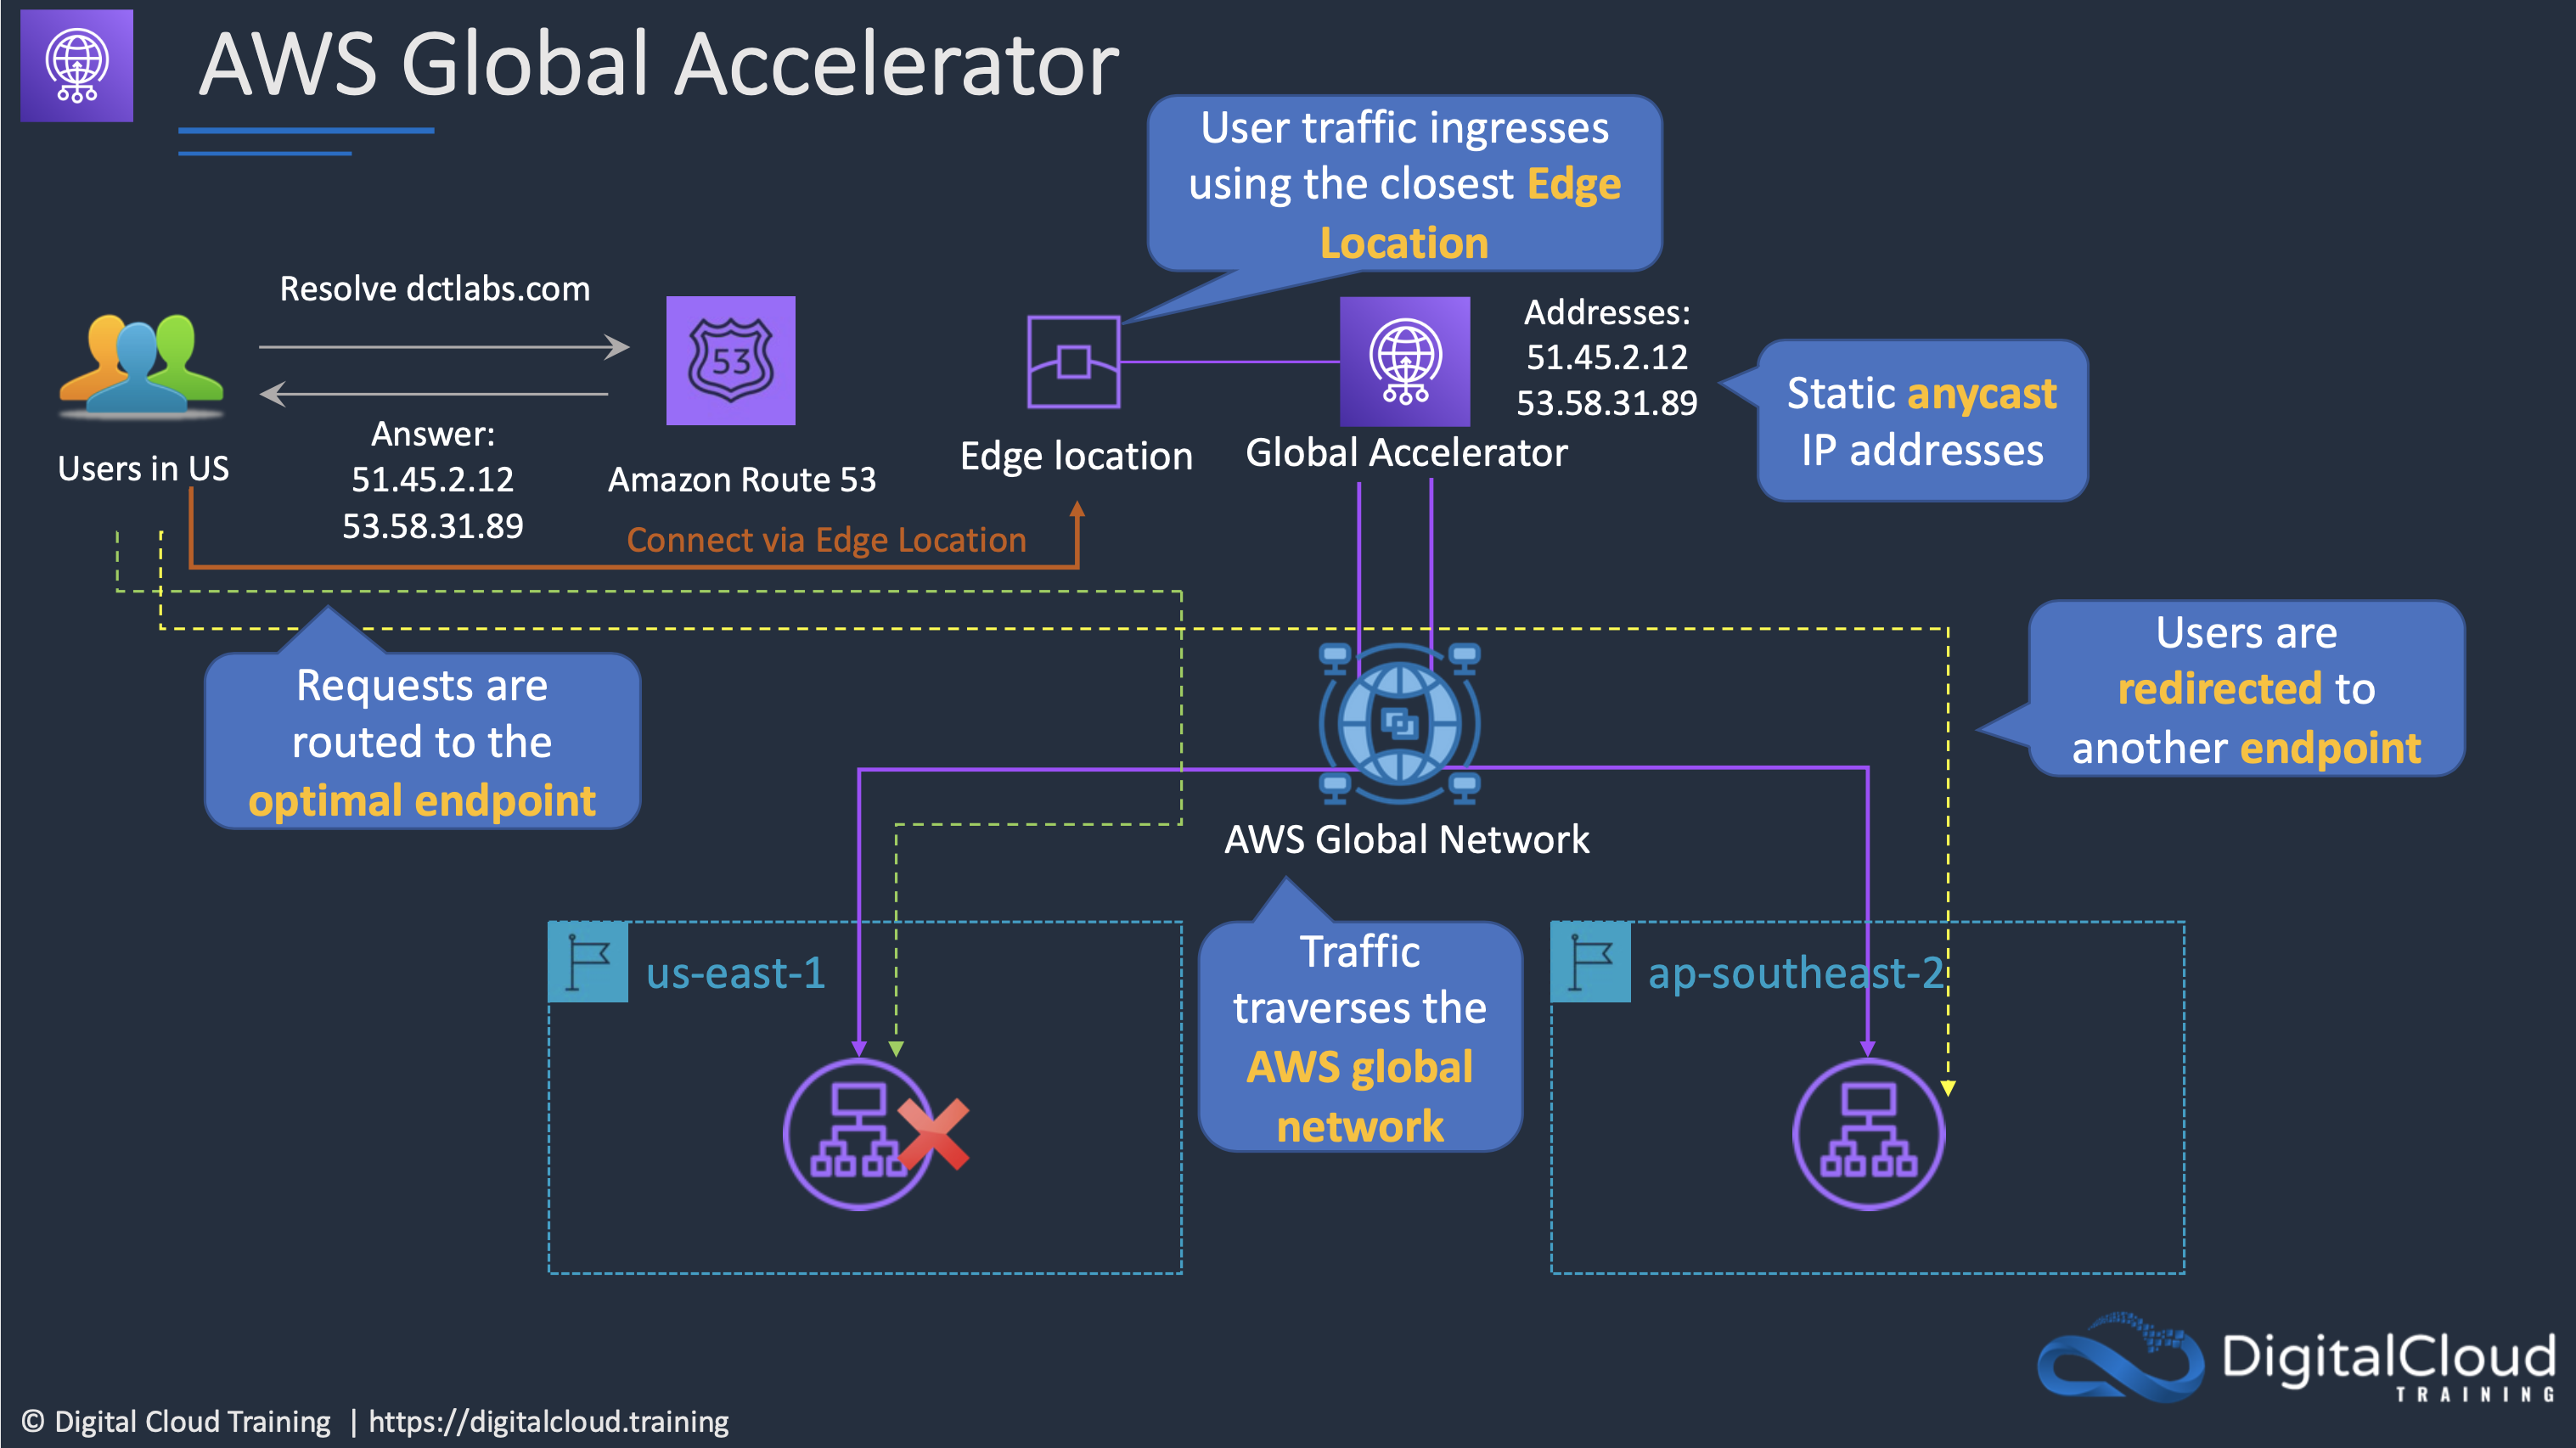 AWS Global Accelerator
User traffic ingresses
using the closest Edge
Location
Resolve dctlabs.com
53
Addresses:
51.45.2.12
53.58.31.89
Static anycast
IP addresses
Users in US
Answer:
51.45.2.12
53.58.31.89
Amazon Route 53
Edge location
Global Accelerator
Connect via Edge Location
Requests are
routed to the
optimal endpoint
Users are
redirected to
another endpoint
AWS Global Network
us-east-1
Traffic
traverses the
AWS global
network
ap-southeast-2
DigitalCloud
TRAINING
© Digital Cloud Training | https://digitalcloud.training